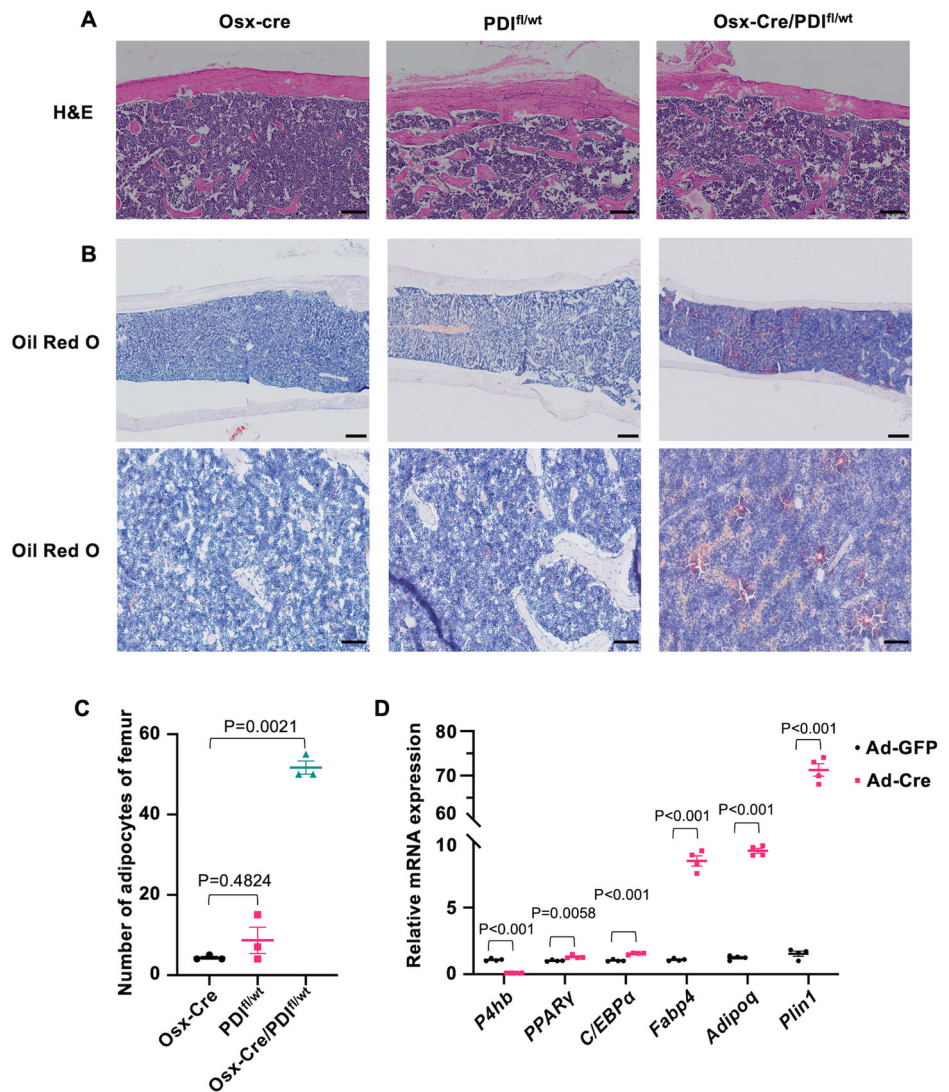 A
Osx-cre
PDIfl/wt
Osx-Cre/PDIfl/wt
H&E
B
Oil Red O
Oil Red O
C
Number of adipocytes of femur
60
40
20
0
P=0.0021
P=0.4824
Osx-Cre
PDIfl/wt
Osx-Cre/PDIfl/wt
D
Relative mRNA expression
80
70
60
10
5
0
P<0.001
P=0.0058
P<0.001
P<0.001
P<0.001
P<0.001
Ad-GFP
Ad-Cre
P4hb
PPARγ
C/EBPα
Fabp4
Adipoq
Plin1